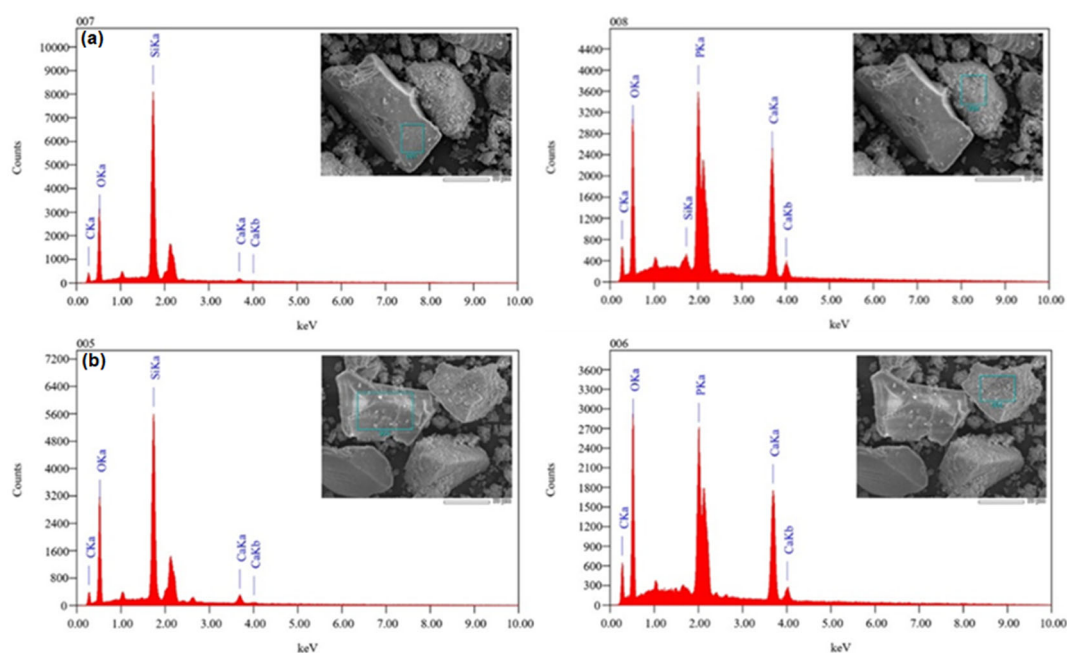 007
(a)
10000
9000
8000
7000
6000
5000
4000
3000
2000
1000
0
Counts
CKa
OKa
SiKa
CaKa
CaKb
0.00 1.00 2.00 3.00 4.00 5.00 6.00 7.00 8.00 9.00 10.00
keV
008
4800
4400
4000
3600
3200
2800
2400
2000
1600
1200
800
400
0
Counts
CKa
OKa
SiKa
PKa
CaKa
CaKb
0.00 1.00 2.00 3.00 4.00 5.00 6.00 7.00 8.00 9.00 10.00
keV
005
(b)
7200
6400
5600
4800
4000
3200
2400
1600
800
0
Counts
CKa
OKa
SiKa
CaKa
CaKb
0.00 1.00 2.00 3.00 4.00 5.00 6.00 7.00 8.00 9.00 10.00
keV
006
3600
3300
3000
2700
2400
2100
1800
1500
1200
900
600
300
0
Counts
CKa
OKa
PKa
CaKa
CaKb
0.00 1.00 2.00 3.00 4.00 5.00 6.00 7.00 8.00 9.00 10.00
keV